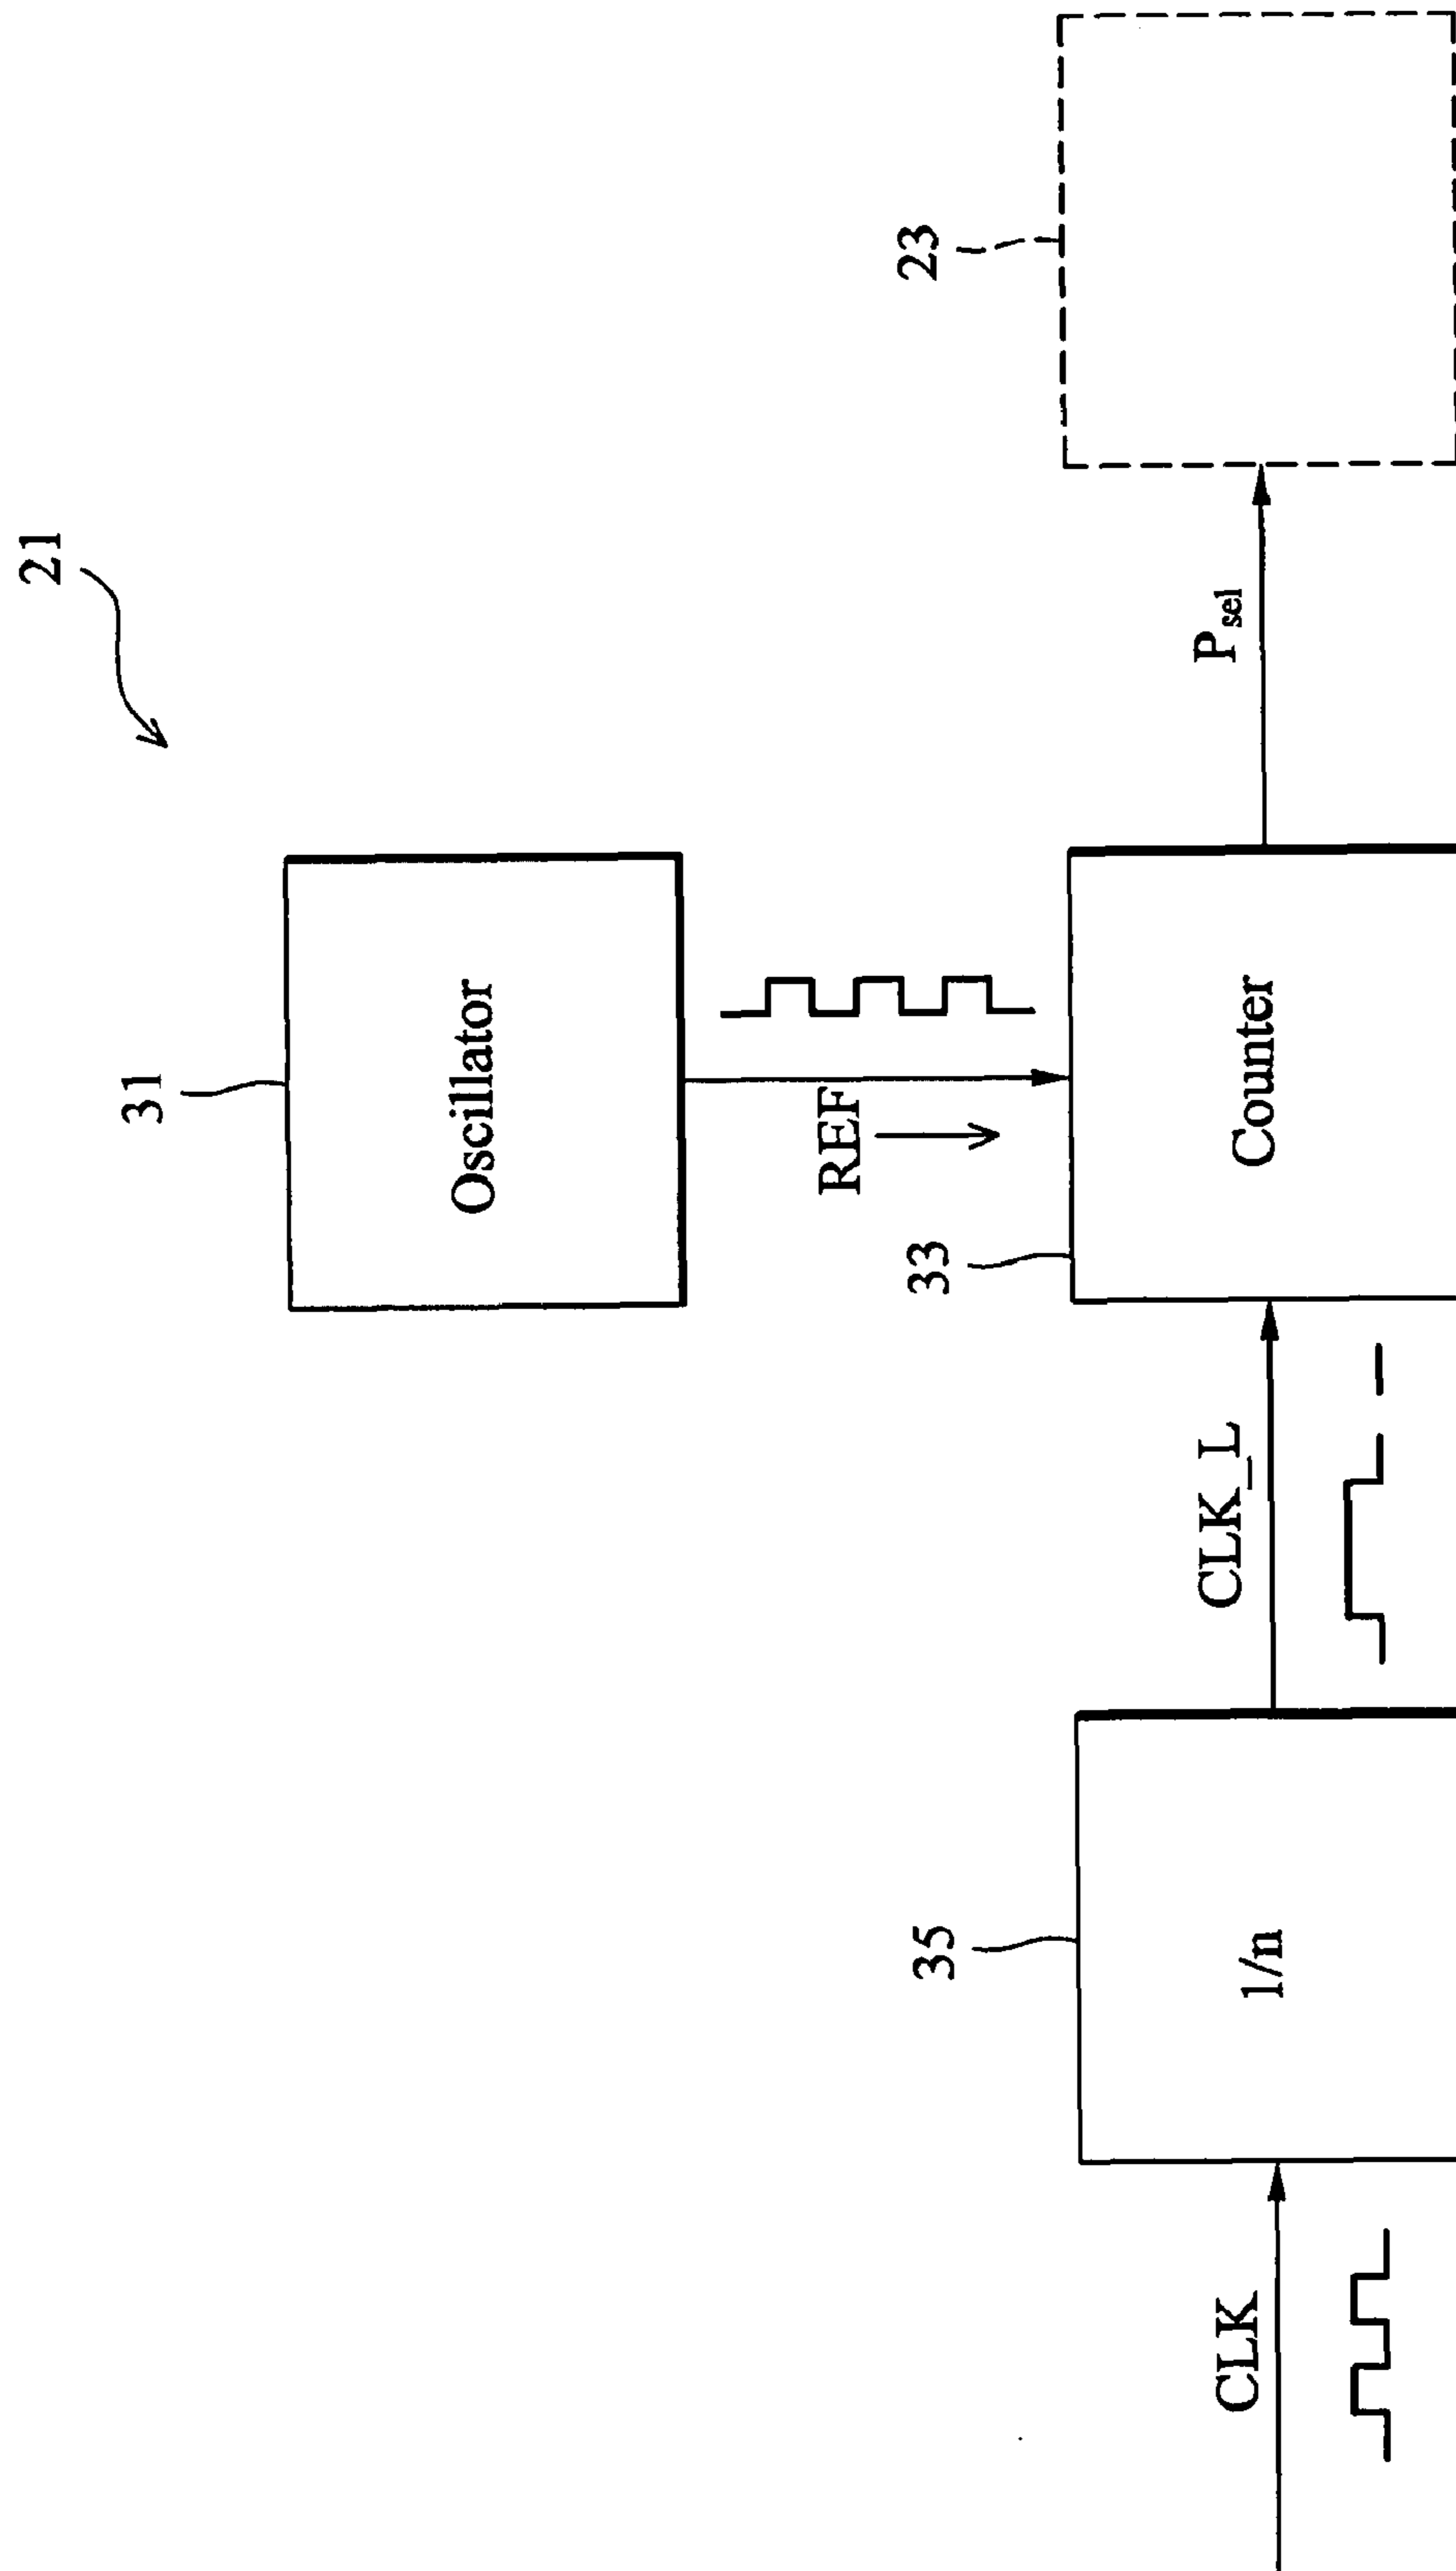 21
31
Oscillator
REF
23
35
33
CLK
1/n
CLK_L
Counter
P_sel